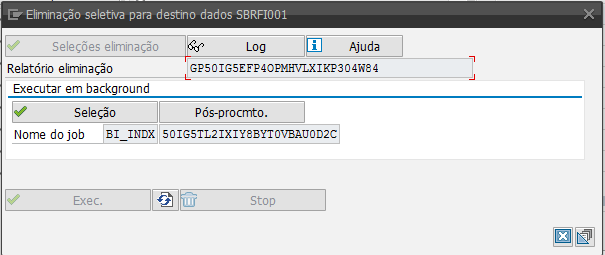 Eliminação seletiva para destino dados SBRFI001
Seleções eliminação Log Ajuda
Relatório eliminação GP50IG5EFP4OPMHVLXIKP304W84
Executar em background
Seleção Pós-procmto.
Nome do job BI_INDX 50IG5TL2IXIY8BYT0VBAU0D2C
Exec. Stop